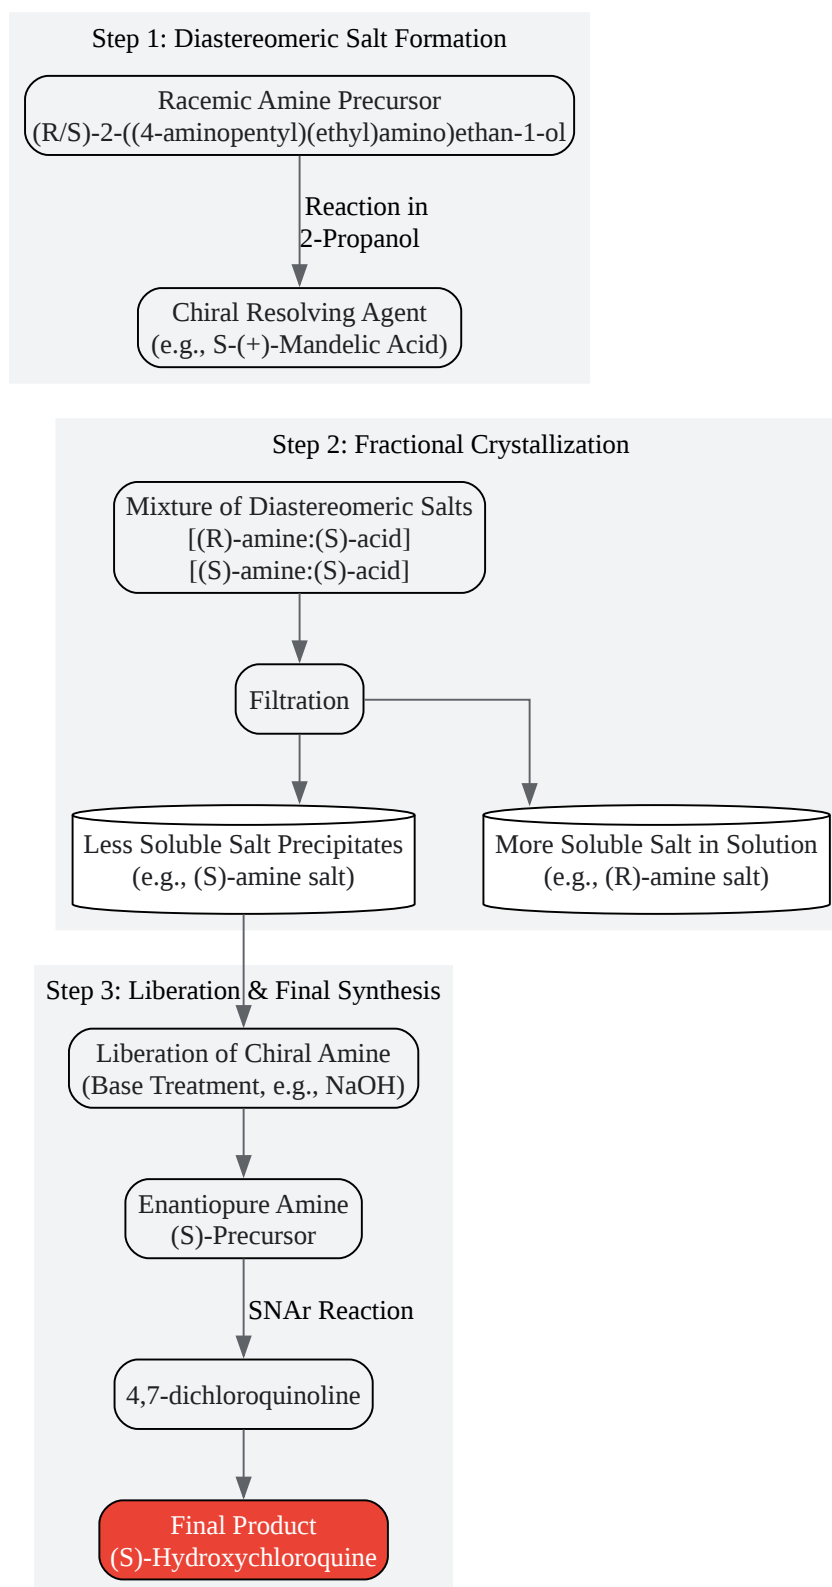 Step 1: Diastereomeric Salt Formation
Racemic Amine Precursor
(R/S)-2-((4-aminopentyl)(ethyl)amino)ethan-1-ol
Reaction in
2-Propanol
Chiral Resolving Agent
(e.g., S-(+)-Mandelic Acid)
Step 2: Fractional Crystallization
Mixture of Diastereomeric Salts
[(R)-amine:(S)-acid]
[(S)-amine:(S)-acid]
Filtration
Less Soluble Salt Precipitates
(e.g., (S)-amine salt)
More Soluble Salt in Solution
(e.g., (R)-amine salt)
Step 3: Liberation & Final Synthesis
Liberation of Chiral Amine
(Base Treatment, e.g., NaOH)
Enantiopure Amine
(S)-Precursor
SNAr Reaction
4,7-dichloroquinoline
Final Product
(S)-Hydroxychloroquine